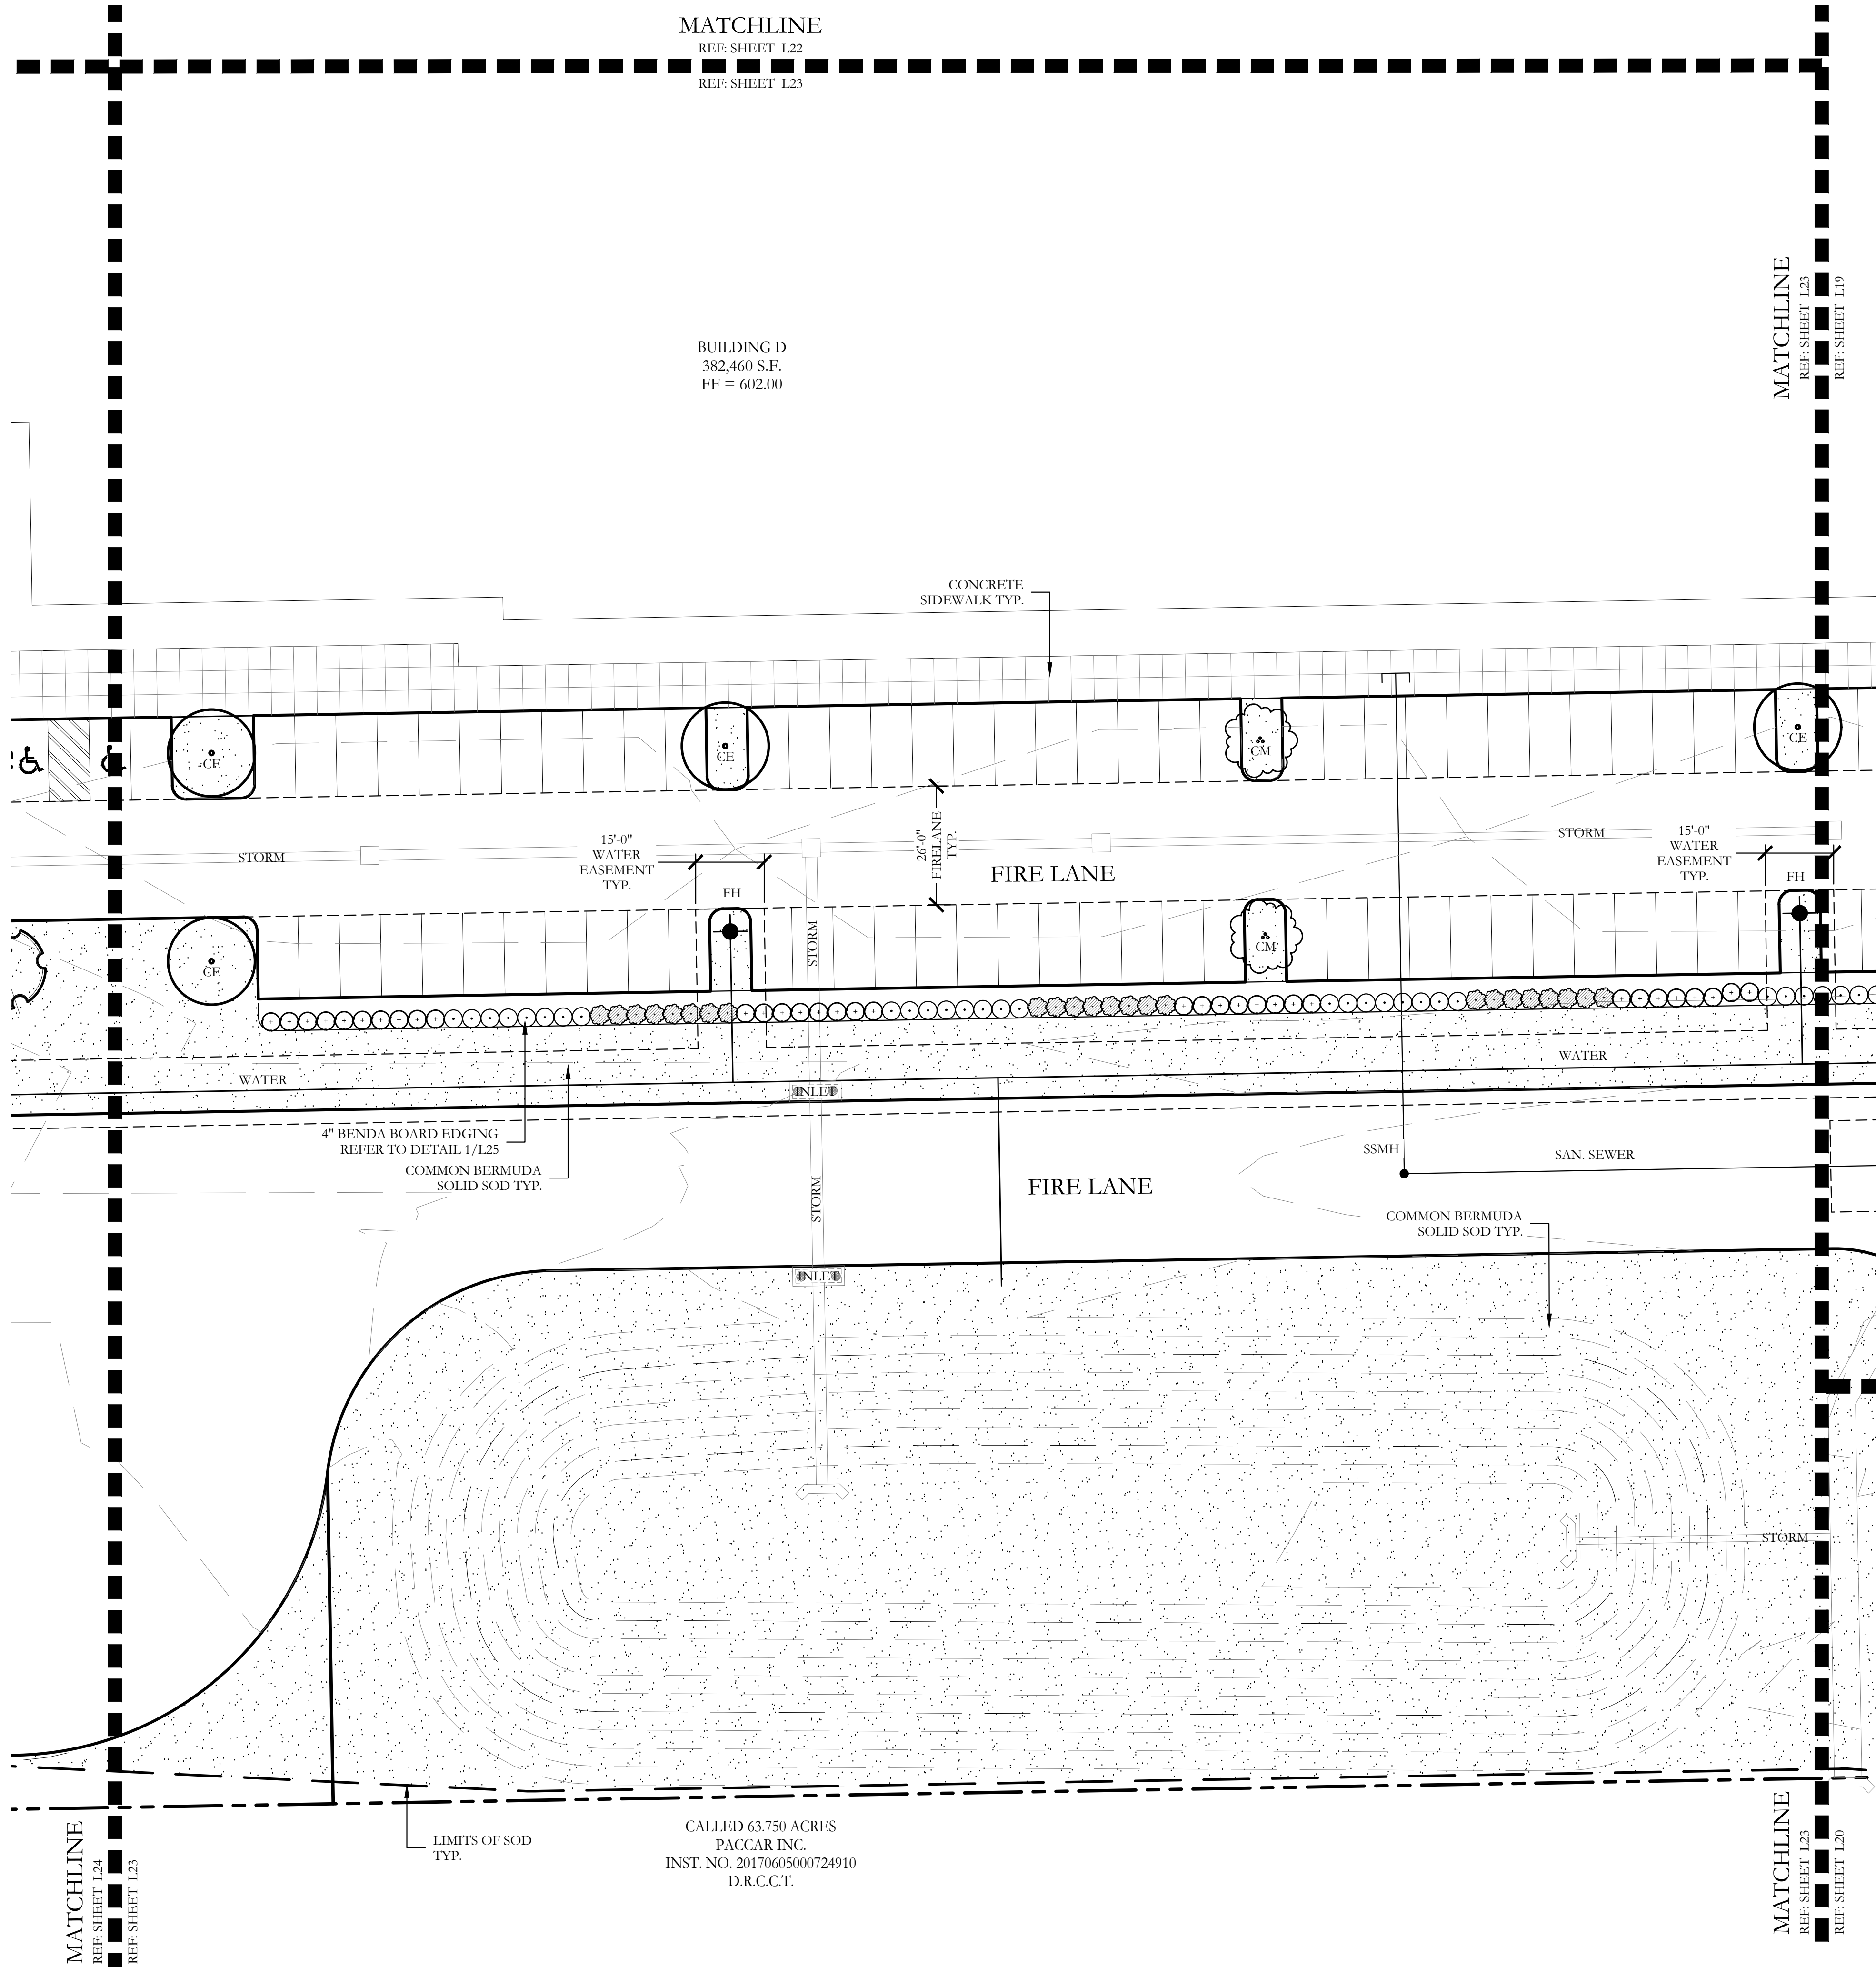 MATCHLINE
REF: SHEET L22
REF: SHEET L23
MATCHLINE
REF: SHEET L23
REF: SHEET L19
BUILDING D
382,460 S.F.
FF = 602.00
CONCRETE
SIDEWALK TYP.
CE
CE
CM
CE
STORM
15'-0"
WATER
EASEMENT
TYP.
FH
26'-0"
FIRELANE
TYP.
FIRE LANE
STORM
15'-0"
WATER
EASEMENT
TYP.
FH
CE
STORM
CM
WATER
INLET
WATER
4" BENDA BOARD EDGING
REFER TO DETAIL 1/L25
COMMON BERMUDA
SOLID SOD TYP.
STORM
FIRE LANE
SSMH
SAN. SEWER
COMMON BERMUDA
SOLID SOD TYP.
INLET
STORM
LIMITS OF SOD
TYP.
CALLED 63.750 ACRES
PACCAR INC.
INST. NO. 20170605000724910
D.R.C.C.T.
MATCHLINE
REF: SHEET L24
REF: SHEET L23
MATCHLINE
REF: SHEET L23
REF: SHEET L20